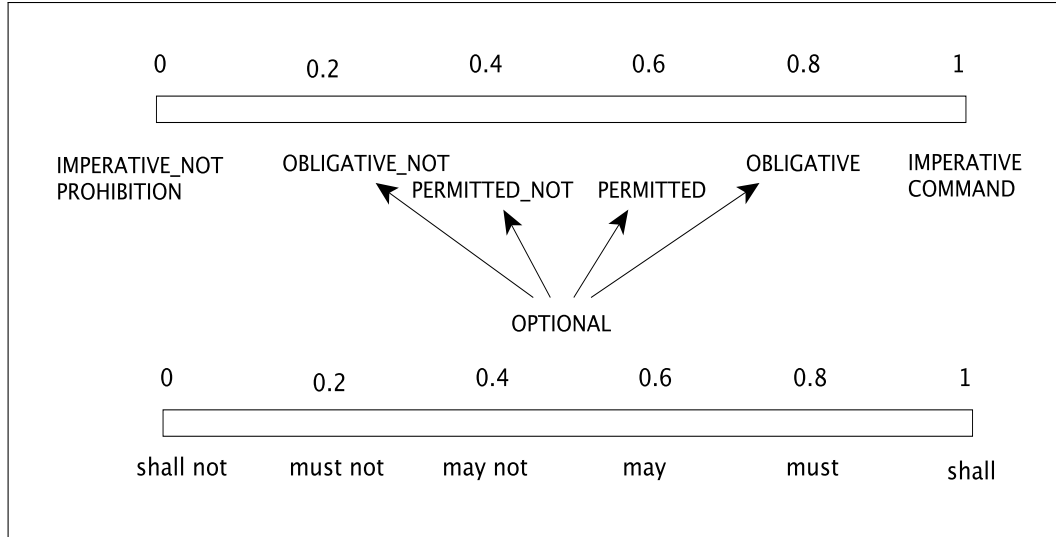 0 0.2 0.4 0.6 0.8 1
IMPERATIVE_NOT OBLIGATIVE_NOT OBLIGATIVE IMPERATIVE
PROHIBITION PERMITTED_NOT PERMITTED COMMAND
OPTIONAL
0 0.2 0.4 0.6 0.8 1
shall not must not may not may must shall